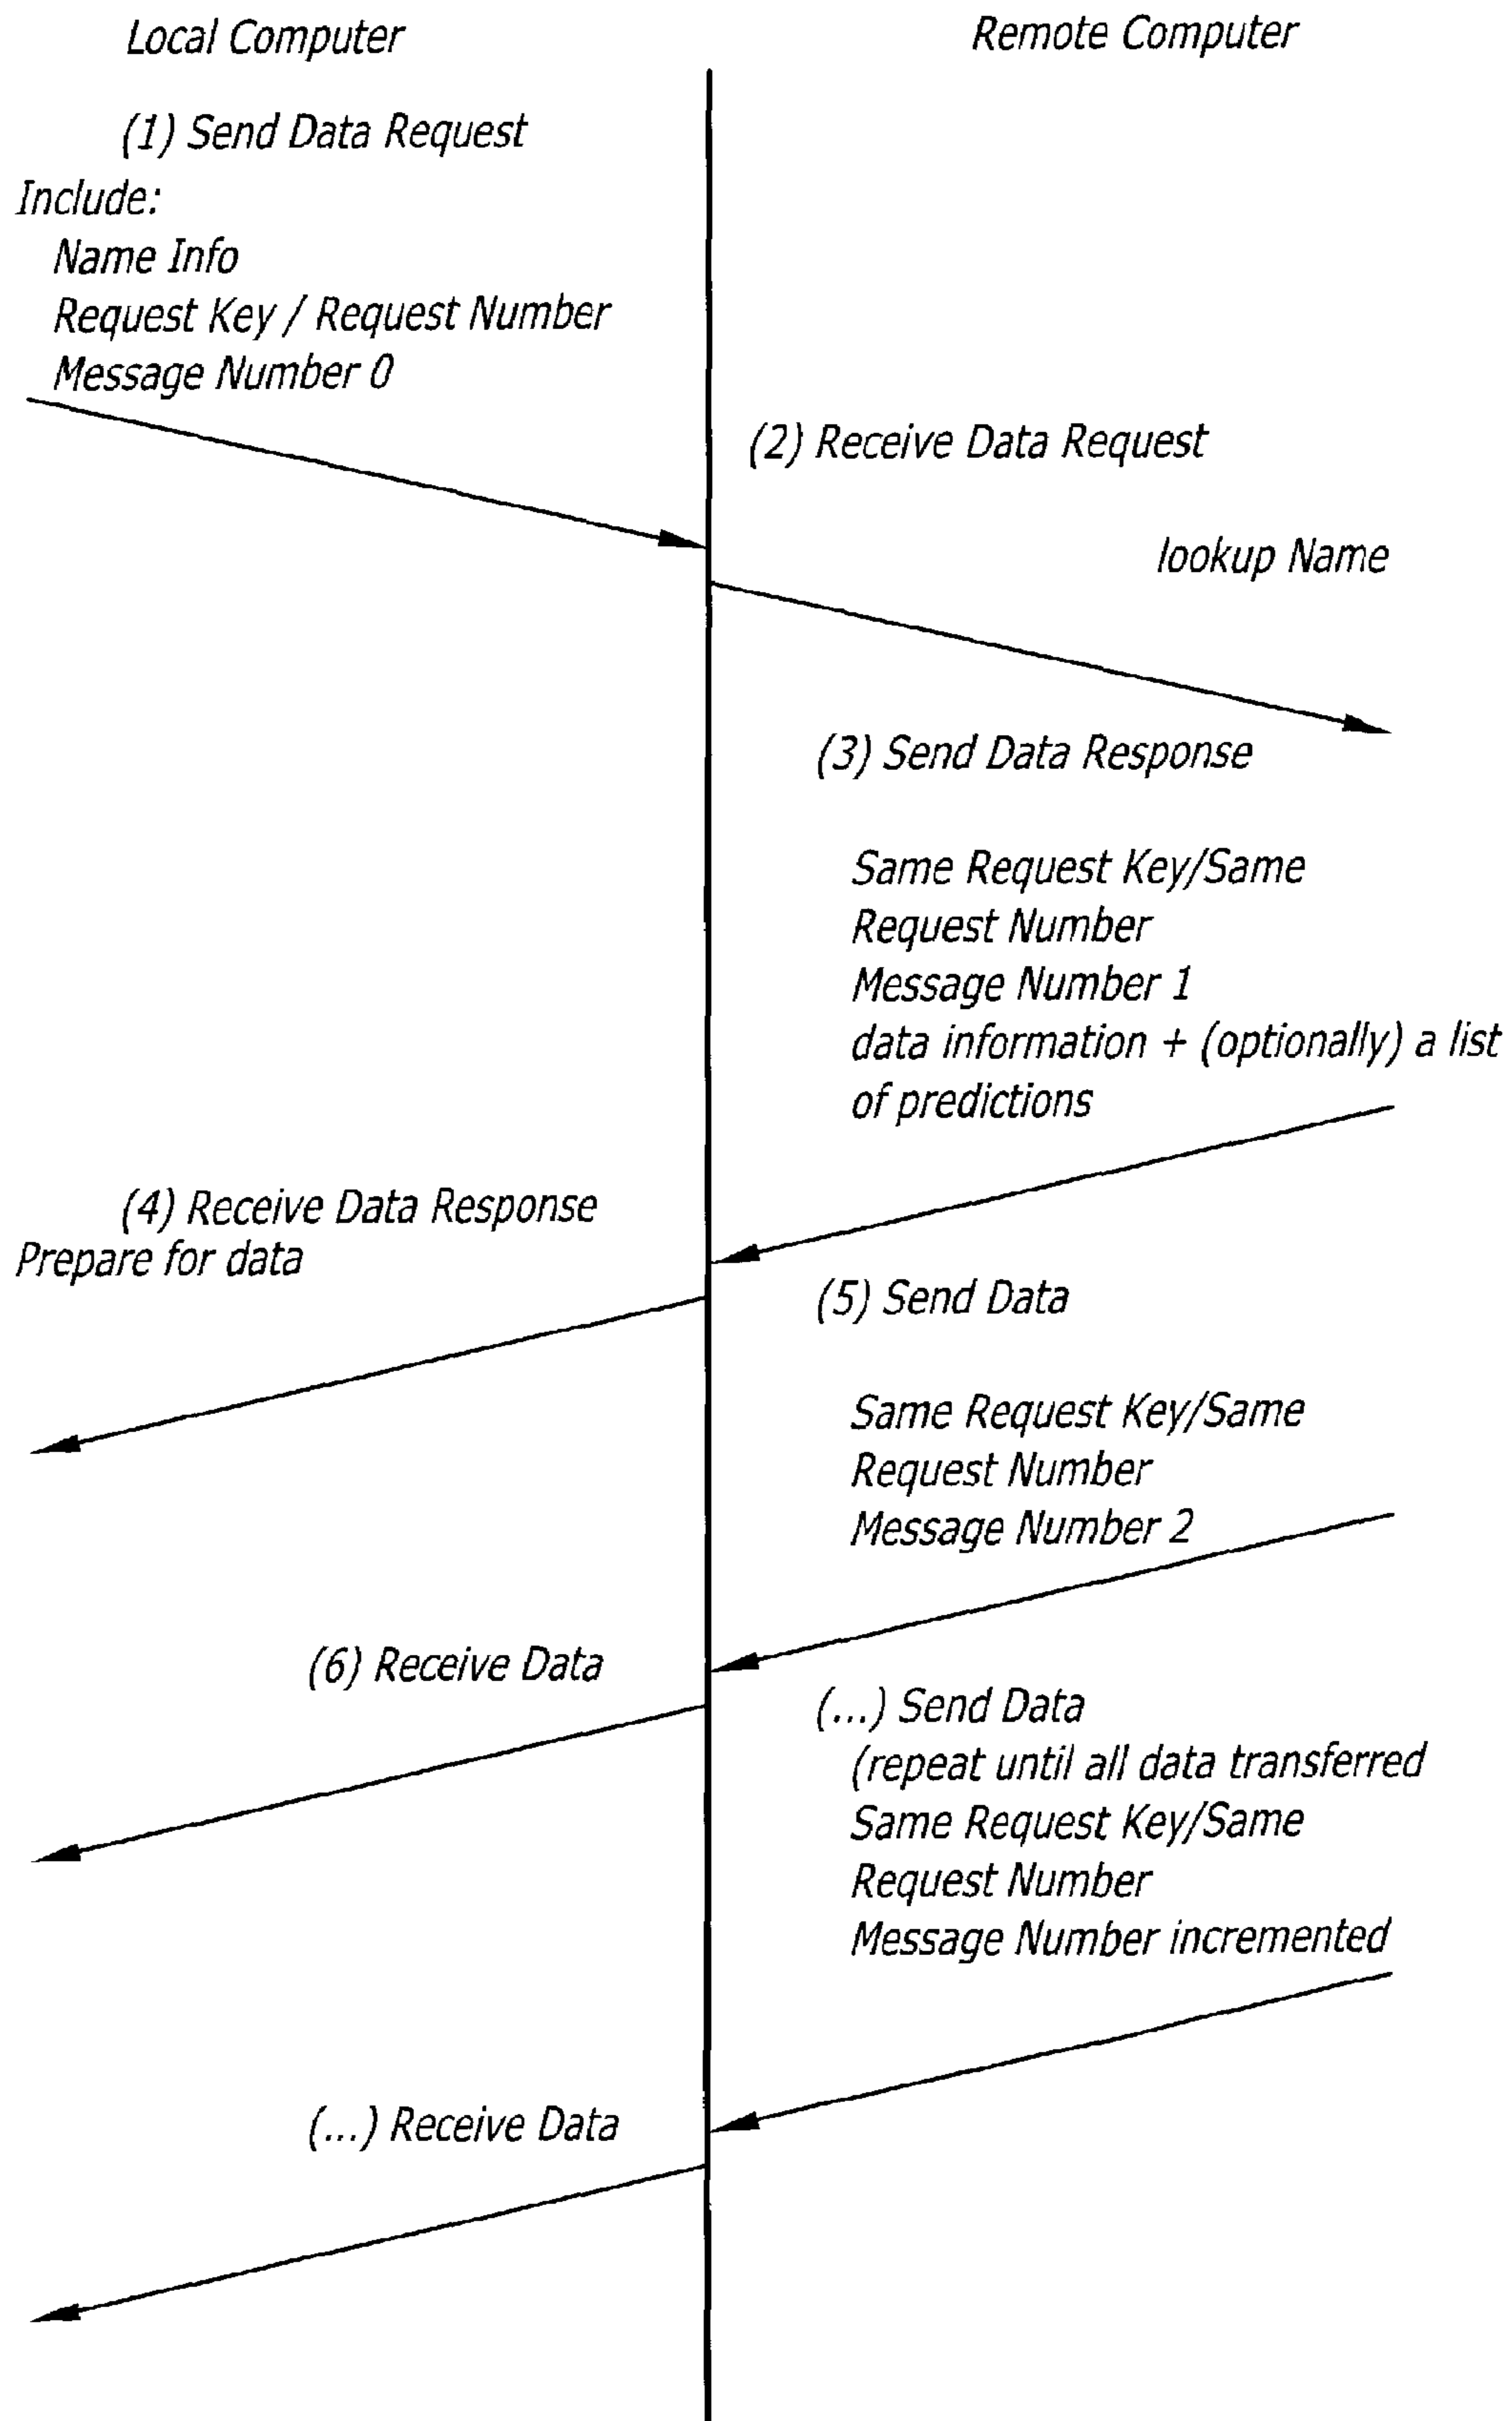 Local Computer
Remote Computer
(1) Send Data Request
Include:
Name Info
Request Key / Request Number
Message Number 0
(2) Receive Data Request
lookup Name
(3) Send Data Response
Same Request Key/Same
Request Number
Message Number 1
data information + (optionally) a list
of predictions
(4) Receive Data Response
Prepare for data
(5) Send Data
Same Request Key/Same
Request Number
Message Number 2
(6) Receive Data
(...) Send Data
(repeat until all data transferred
Same Request Key/Same
Request Number
Message Number incremented
(...) Receive Data